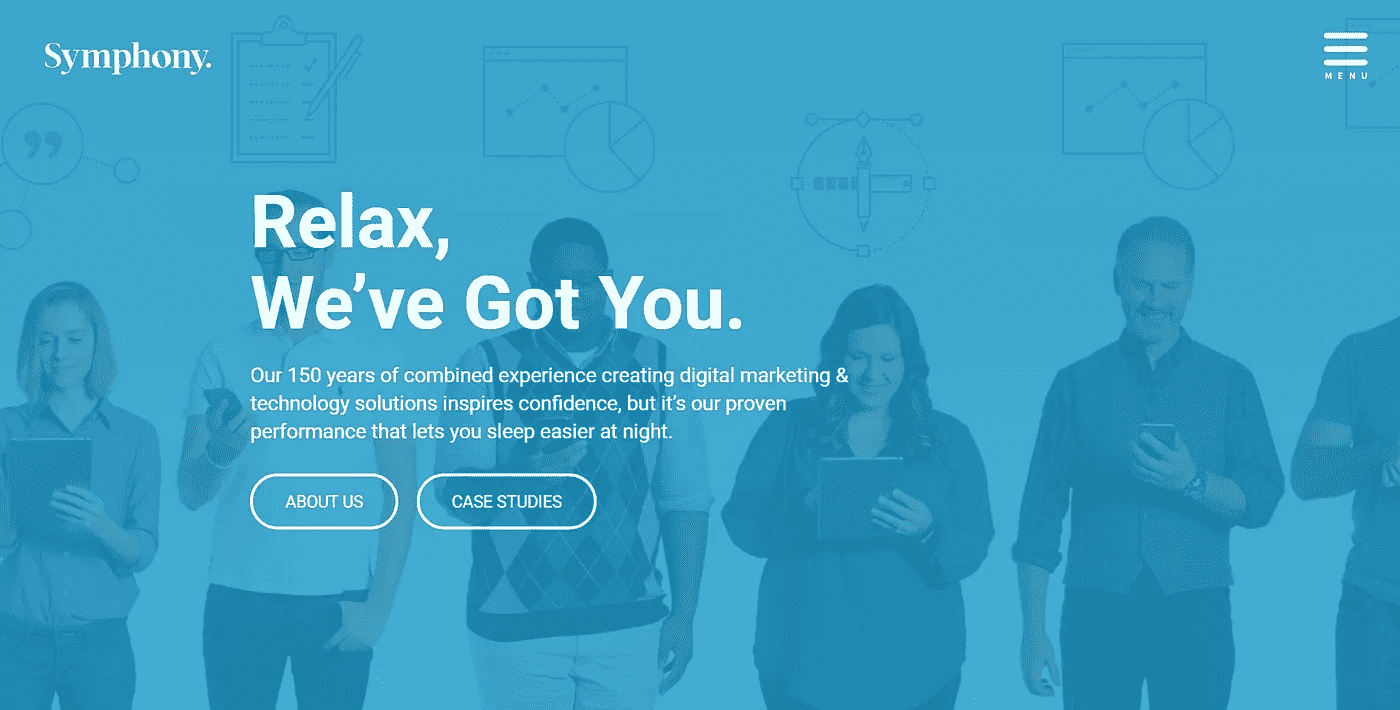 Symphony.
MENU
Relax,
We’ve Got You.
Our 150 years of combined experience creating digital marketing &
technology solutions inspires confidence, but it’s our proven
performance that lets you sleep easier at night.
ABOUT US
CASE STUDIES